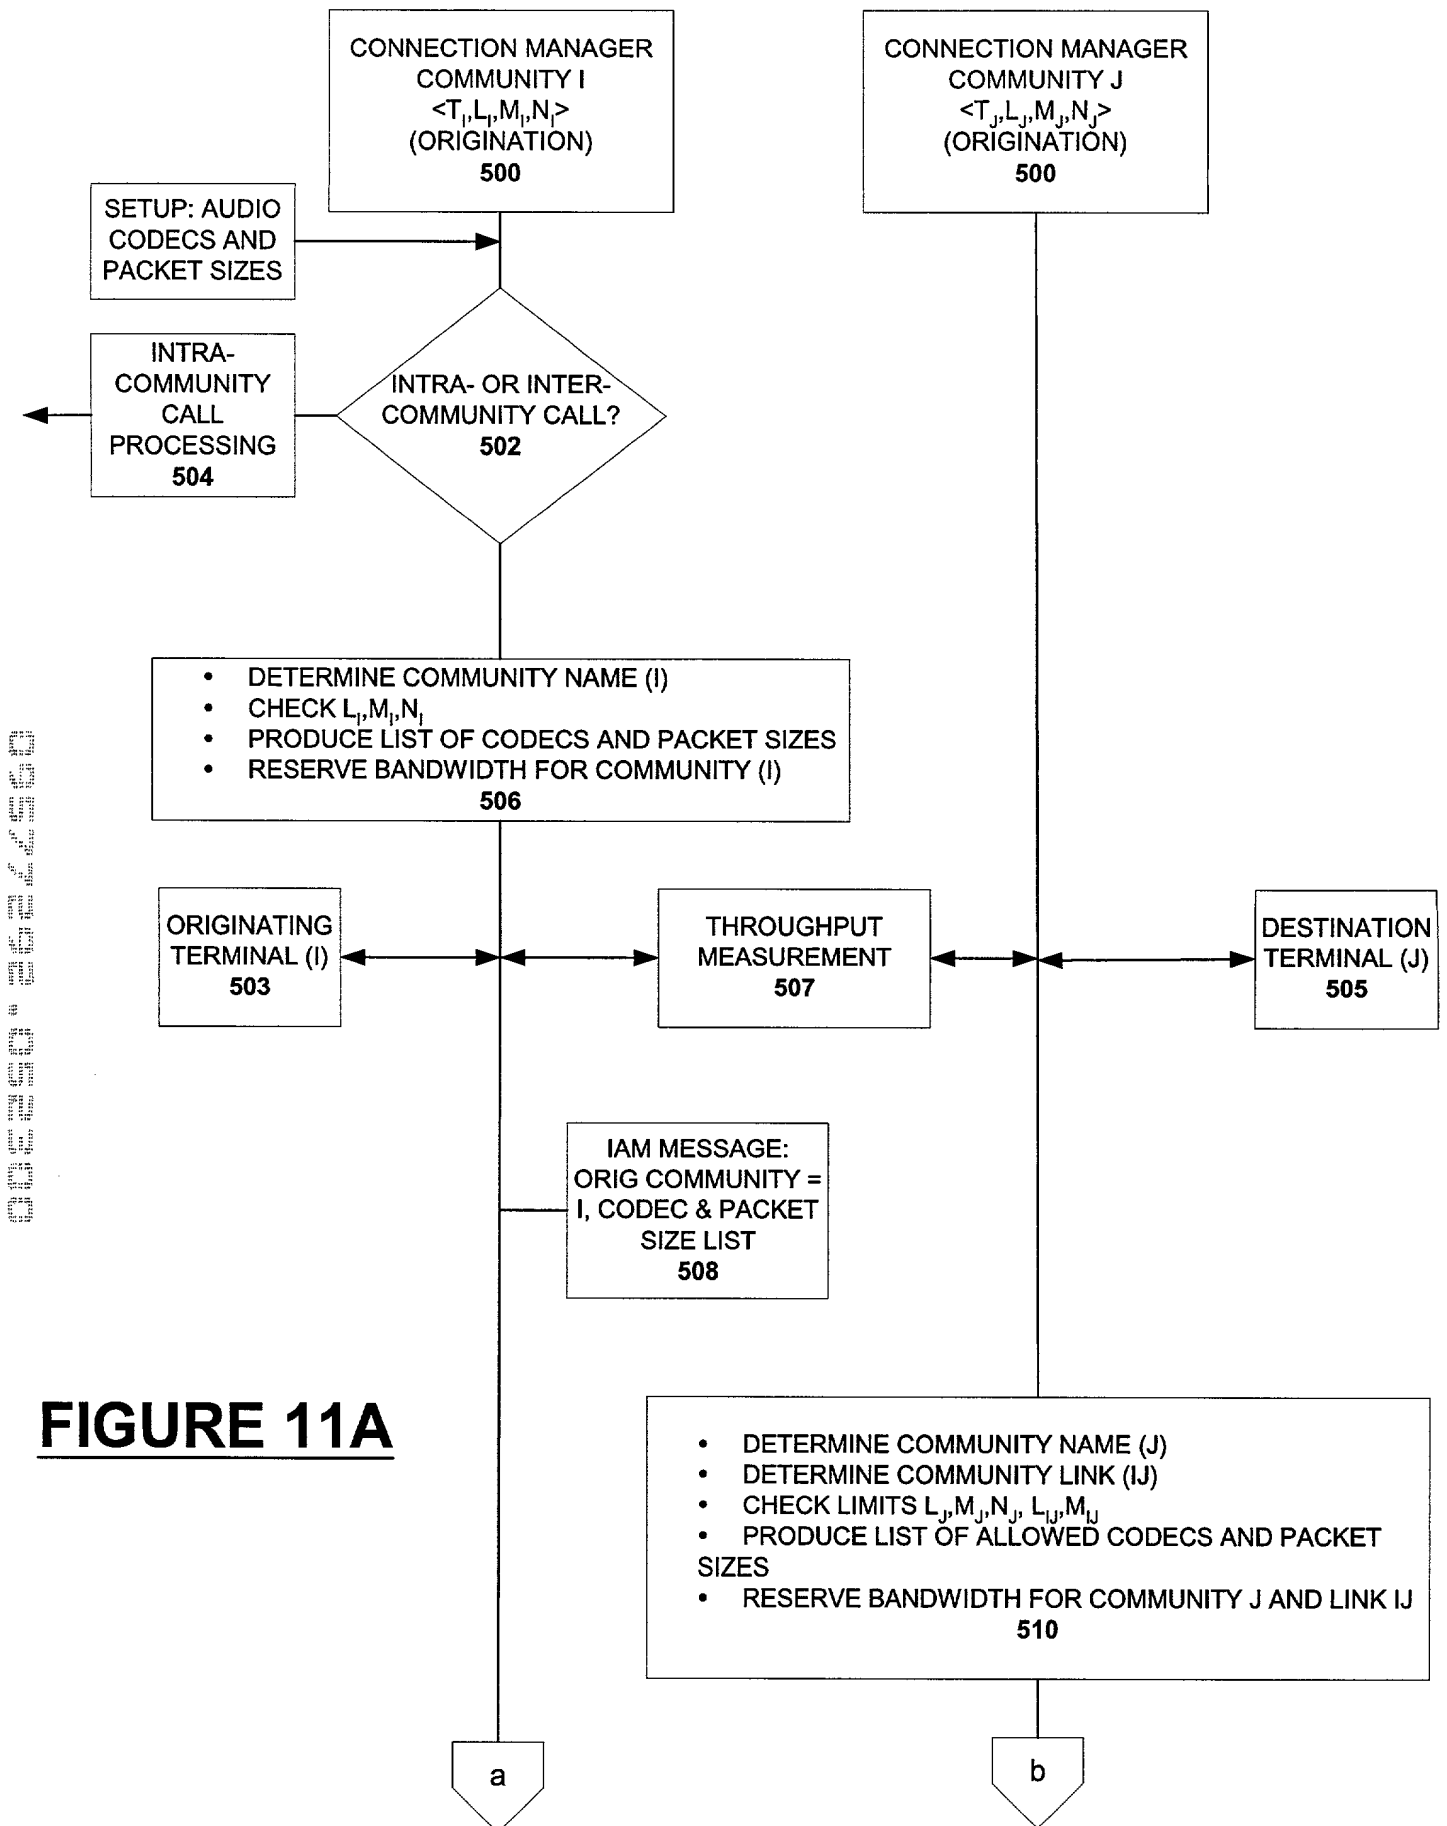 CONNECTION MANAGER
COMMUNITY I
<T_I,L_I,M_I,N_I>
(ORIGINATION)
500
CONNECTION MANAGER
COMMUNITY J
<T_J,L_J,M_J,N_J>
(ORIGINATION)
500
SETUP: AUDIO
CODECS AND
PACKET SIZES
INTRA-
COMMUNITY
CALL
PROCESSING
504
INTRA- OR INTER-
COMMUNITY CALL?
502
• DETERMINE COMMUNITY NAME (I)
• CHECK L_I,M_I,N_I
• PRODUCE LIST OF CODECS AND PACKET SIZES
• RESERVE BANDWIDTH FOR COMMUNITY (I)
506
ORIGINATING
TERMINAL (I)
503
THROUGHPUT
MEASUREMENT
507
DESTINATION
TERMINAL (J)
505
IAM MESSAGE:
ORIG COMMUNITY =
I, CODEC & PACKET
SIZE LIST
508
FIGURE 11A
• DETERMINE COMMUNITY NAME (J)
• DETERMINE COMMUNITY LINK (IJ)
• CHECK LIMITS L_J,M_J,N_J, L_IJ,M_IJ
• PRODUCE LIST OF ALLOWED CODECS AND PACKET
SIZES
• RESERVE BANDWIDTH FOR COMMUNITY J AND LINK IJ
510
a
b